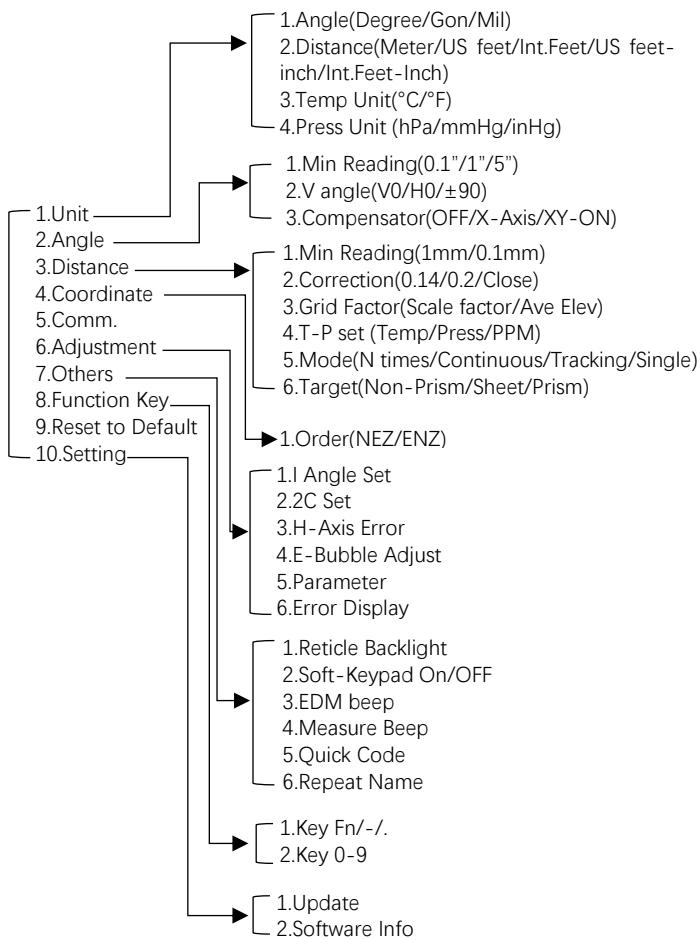 1.Angle(Degree/Gon/Mil)
2.Distance(Meter/US feet/Int.Feet/US feet-
inch/Int.Feet-Inch)
3.Temp Unit(°C/°F)
4.Press Unit (hPa/mmHg/inHg)
1.Min Reading(0.1”/1”/5”)
2.V angle(V0/H0/±90)
3.Compensator(OFF/X-Axis/XY-ON)
1.Unit
2.Angle
3.Distance
4.Coordinate
5.Comm.
6.Adjustment
7.Others
8.Function Key
9.Reset to Default
10.Setting
1.Min Reading(1mm/0.1mm)
2.Correction(0.14/0.2/Close)
3.Grid Factor(Scale factor/Ave Elev)
4.T-P set (Temp/Press/PPM)
5.Mode(N times/Continuous/Tracking/Single)
6.Target(Non-Prism/Sheet/Prism)
1.Order(NEZ/ENZ)
1.I Angle Set
2.2C Set
3.H-Axis Error
4.E-Bubble Adjust
5.Parameter
6.Error Display
1.Reticle Backlight
2.Soft-Keypad On/OFF
3.EDM beep
4.Measure Beep
5.Quick Code
6.Repeat Name
1.Key Fn/-/.
2.Key 0-9
1.Update
2.Software Info